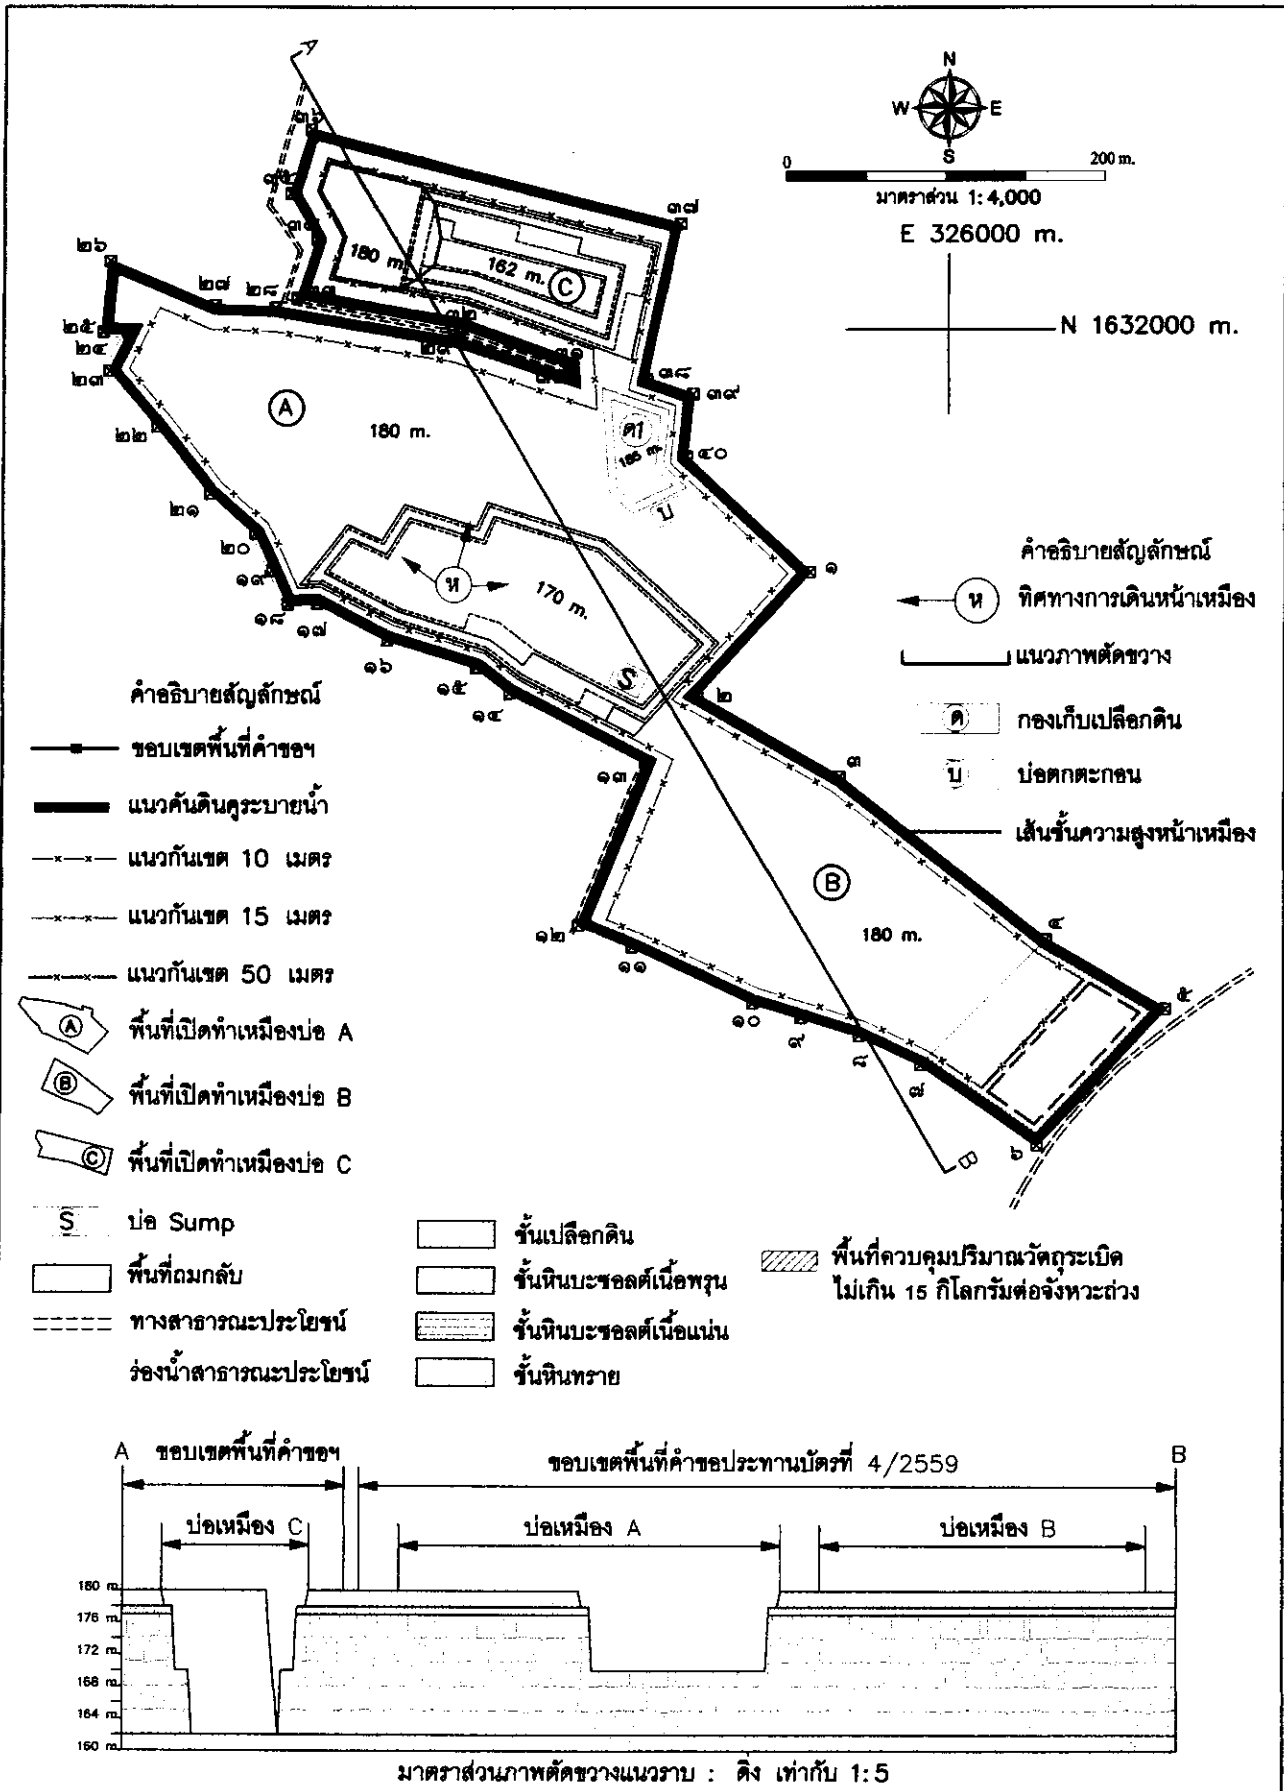 A
N
W E
S
0 200 m.
มาตราส่วน 1:4,000
E 326000 m.
N 1632000 m.
๓๖
๓๗
๒๖
๓๕
๓๔
180 m.
162 m.
C
๒๗
๒๘
๓๓
๓๒
๒๕
๒๔
๒๙
๓๑
๒๓
๓๘
๓๙
A
180 m.
ด1
186 m.
๔๐
บ
๒๒
๒๑
๒๐
๑๙
๑๘
๑๗
๑
ห
170 m.
S
๑๖
๑๕
๑๔
๒
๑๓
๓
B
180 m.
๔
๑๒
๑๑
๕
๑๐
๙
๘
๗
๖
B
คำอธิบายสัญลักษณ์
ห ทิศทางการเดินหน้าเหมือง
แนวภาพตัดขวาง
ด กองเก็บเปลือกดิน
บ บ่อตกตะกอน
เส้นชั้นความสูงหน้าเหมือง
คำอธิบายสัญลักษณ์
ขอบเขตพื้นที่คำขอฯ
แนวคันดินคูระบายน้ำ
แนวกันเขต 10 เมตร
แนวกันเขต 15 เมตร
แนวกันเขต 50 เมตร
A พื้นที่เปิดทำเหมืองบ่อ A
B พื้นที่เปิดทำเหมืองบ่อ B
C พื้นที่เปิดทำเหมืองบ่อ C
S บ่อ Sump
พื้นที่ถมกลับ
ทางสาธารณะประโยชน์
ร่องน้ำสาธารณะประโยชน์
ชั้นเปลือกดิน
ชั้นหินบะซอลต์เนื้อพรุน
ชั้นหินบะซอลต์เนื้อแน่น
ชั้นหินทราย
พื้นที่ควบคุมปริมาณวัตถุระเบิด
ไม่เกิน 15 กิโลกรัมต่อจังหวะถ่วง
A ขอบเขตพื้นที่คำขอฯ ขอบเขตพื้นที่คำขอประทานบัตรที่ 4/2559 B
บ่อเหมือง C บ่อเหมือง A บ่อเหมือง B
180 m.
176 m.
172 m.
168 m.
164 m.
160 m.
มาตราส่วนภาพตัดขวางแนวราบ : ดิ่ง เท่ากับ 1:5